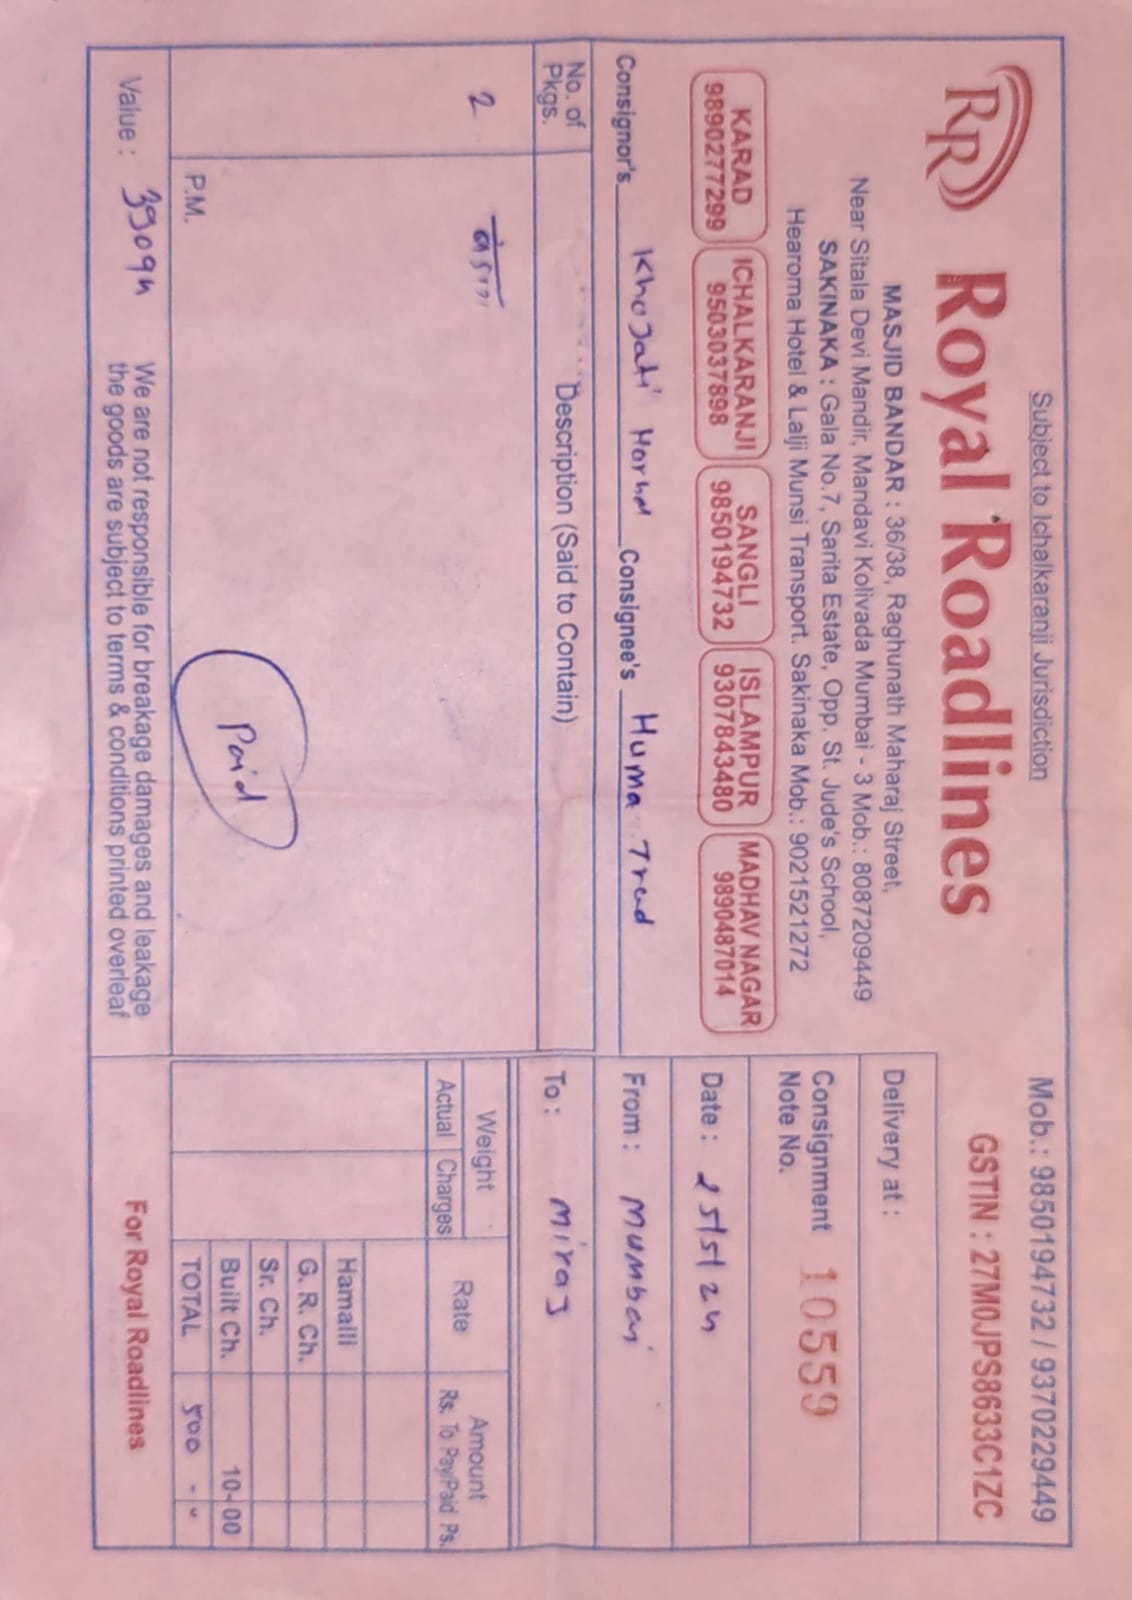 Subject to Ichalkaranji Jurisdiction
Mob.: 9850194732 / 9370229449
RR Royal Roadlines
GSTIN : 27M0JPS8633C1ZC
MASJID BANDAR : 36/38, Raghunath Maharaj Street,
Near Sitala Devi Mandir, Mandavi Kolivada Mumbai - 3 Mob.: 8087209449
SAKINAKA : Gala No.7, Sarita Estate, Opp. St. Jude's School,
Hearoma Hotel & Lalji Munsi Transport. Sakinaka Mob.: 9021521272
KARAD
9890277299
ICHALKARANJI
9503037898
SANGLI
9850194732
ISLAMPUR
9307843480
MADHAV NAGAR
9890487014
Delivery at :
Consignment
Note No.
10559
Date : 25/5/24
Consignor's Khojati Consignee's Huma Tred
From : Mumbai
No. of
Pkgs.
Description (Said to Contain)
To : miraj
2
Weight
Actual Charges
Rate
Amount
Rs. To Pay/Paid Ps.
Hamalli
G. R. Ch.
Sr. Ch.
Built Ch. 10-00
TOTAL 500 -"
Paid
P.M.
Value :
We are not responsible for breakage damages and leakage
the goods are subject to terms & conditions printed overleaf
For Royal Roadlines